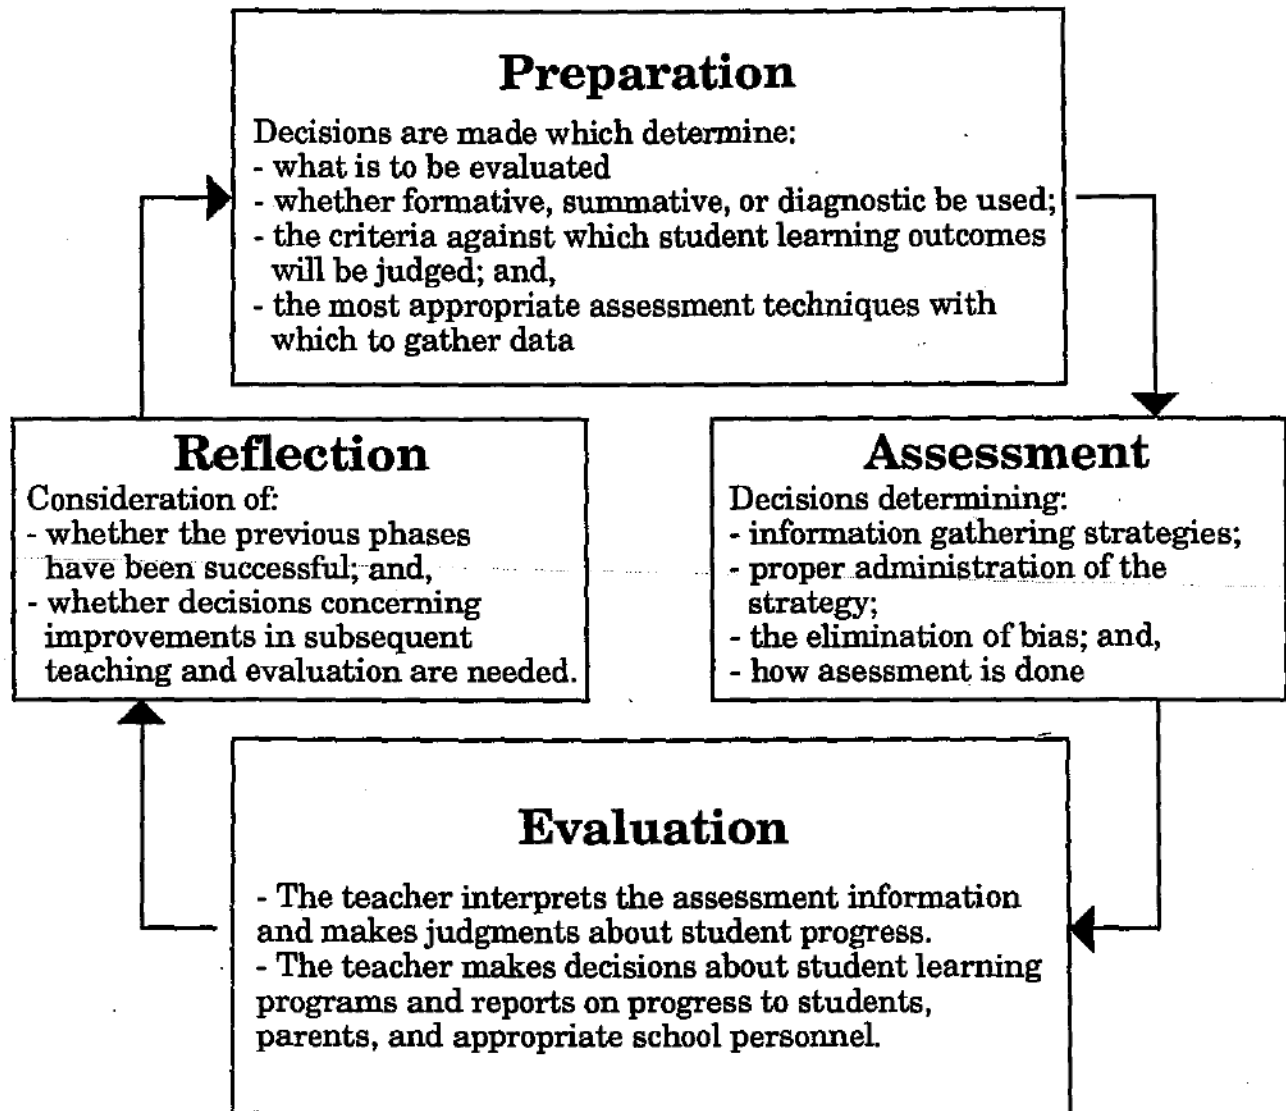 Preparation
Decisions are made which determine:
- what is to be evaluated
- whether formative, summative, or diagnostic be used;
- the criteria against which student learning outcomes
will be judged; and,
- the most appropriate assessment techniques with
which to gather data
Reflection
Consideration of:
- whether the previous phases
have been successful; and,
- whether decisions concerning
improvements in subsequent
teaching and evaluation are needed.
Assessment
Decisions determining:
- information gathering strategies;
- proper administration of the
strategy;
- the elimination of bias; and,
- how asessment is done
Evaluation
- The teacher interprets the assessment information
and makes judgments about student progress.
- The teacher makes decisions about student learning
programs and reports on progress to students,
parents, and appropriate school personnel.